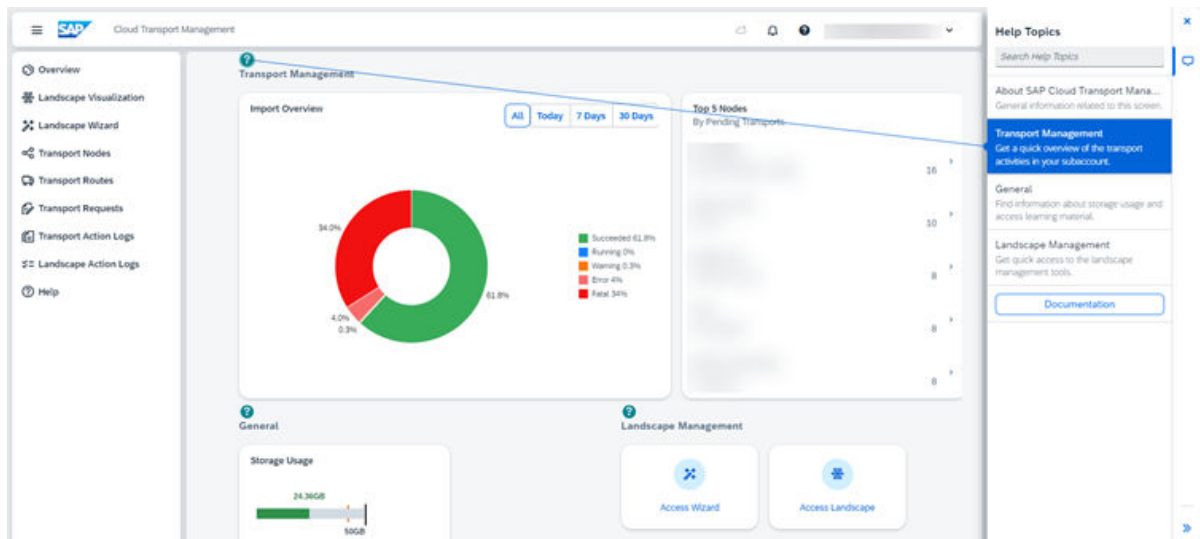 SAP Cloud Transport Management
Overview
Landscape Visualization
Landscape Wizard
Transport Nodes
Transport Routes
Transport Requests
Transport Action Logs
Landscape Action Logs
Help
Transport Management
Import Overview
All Today 7 Days 30 Days
34.0%
4.0%
0.3%
61.8%
Succeeded 61.8%
Running 0%
Warning 0.3%
Error 4%
Fatal 34%
Top 5 Nodes
By Pending Transports
16
10
8
8
8
General
Storage Usage
24.36GB
50GB
Landscape Management
Access Wizard
Access Landscape
Help Topics
Search Help Topics
About SAP Cloud Transport Mana...
General information related to this screen.
Transport Management
Get a quick overview of the transport
activities in your subaccount.
General
Find information about storage usage and
access learning material.
Landscape Management
Get quick access to the landscape
management tools.
Documentation